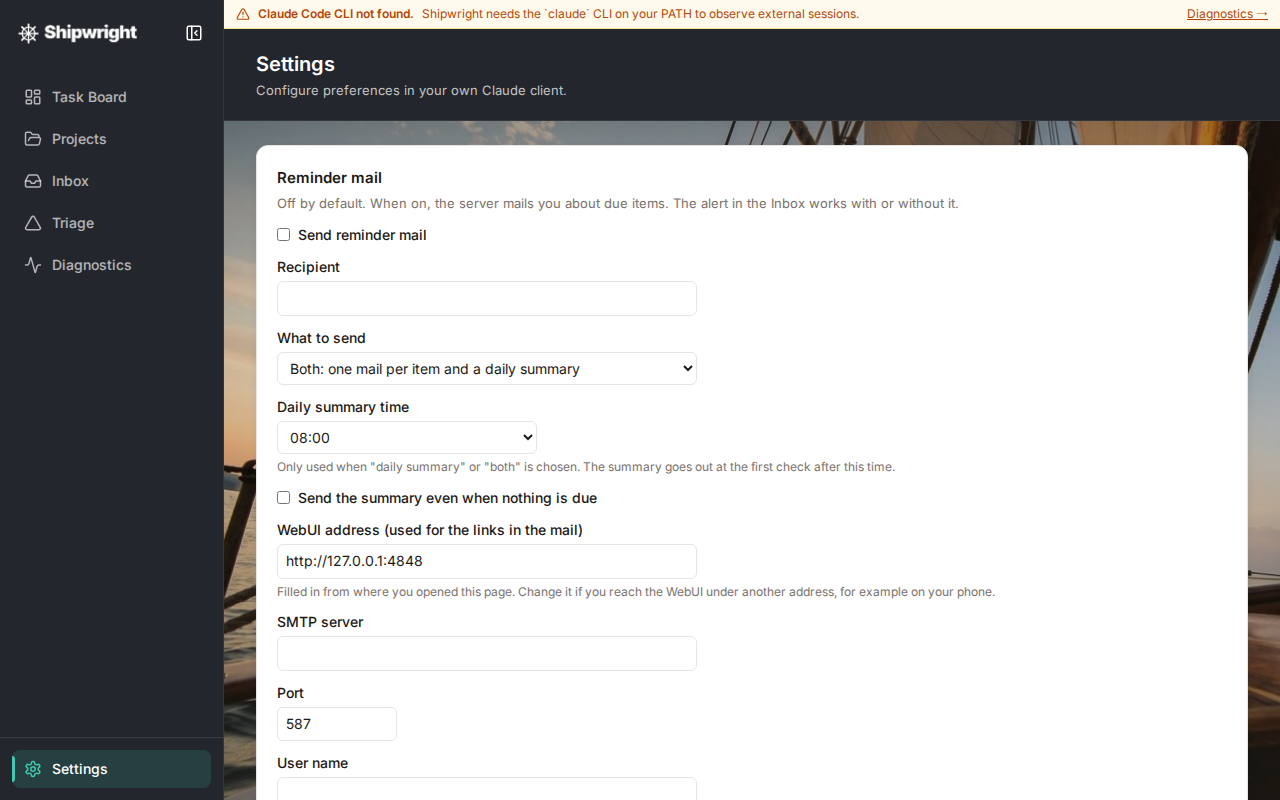 Shipwright
Task Board
Projects
Inbox
Triage
Diagnostics
Settings
Claude Code CLI not found. Shipwright needs the `claude` CLI on your PATH to observe external sessions.
Diagnostics →
Settings
Configure preferences in your own Claude client.
Reminder mail
Off by default. When on, the server mails you about due items. The alert in the Inbox works with or without it.
Send reminder mail
Recipient
What to send
Both: one mail per item and a daily summary
Daily summary time
08:00
Only used when "daily summary" or "both" is chosen. The summary goes out at the first check after this time.
Send the summary even when nothing is due
WebUI address (used for the links in the mail)
http://127.0.0.1:4848
Filled in from where you opened this page. Change it if you reach the WebUI under another address, for example on your phone.
SMTP server
Port
587
User name